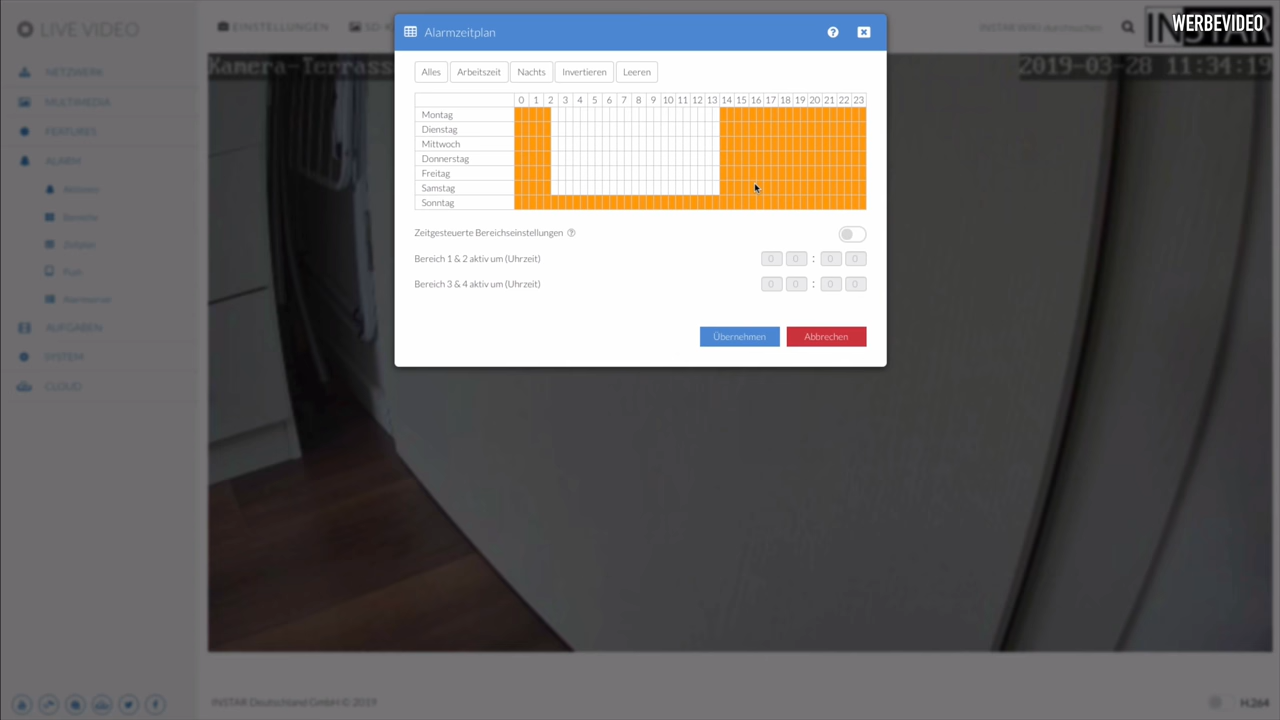 LIVE VIDEO
EINSTELLUNGEN
INSTAR Wiki durchsuchen
WERBEVIDEO
Alarmzeitplan
Kamera-Terrass
2019-03-28 11:34:19
NETZWERK
MULTIMEDIA
FEATURES
ALARM
AUFGABEN
SYSTEM
CLOUD
Alles
Arbeitszeit
Nachts
Invertieren
Leeren
0 1 2 3 4 5 6 7 8 9 10 11 12 13 14 15 16 17 18 19 20 21 22 23
Montag
Dienstag
Mittwoch
Donnerstag
Freitag
Samstag
Sonntag
Zeitgesteuerte Bereichseinstellungen ?
Bereich 1 & 2 aktiv um (Uhrzeit) 0 0 : 0 0
Bereich 3 & 4 aktiv um (Uhrzeit) 0 0 : 0 0
Übernehmen
Abbrechen
INSTAR Deutschland GmbH © 2019
H.264